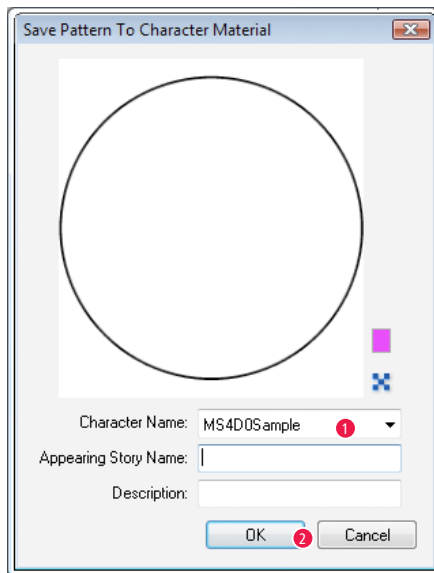 Save Pattern To Character Material
Character Name: MS4D0Sample 1
Appearing Story Name:
Description:
OK 2 Cancel